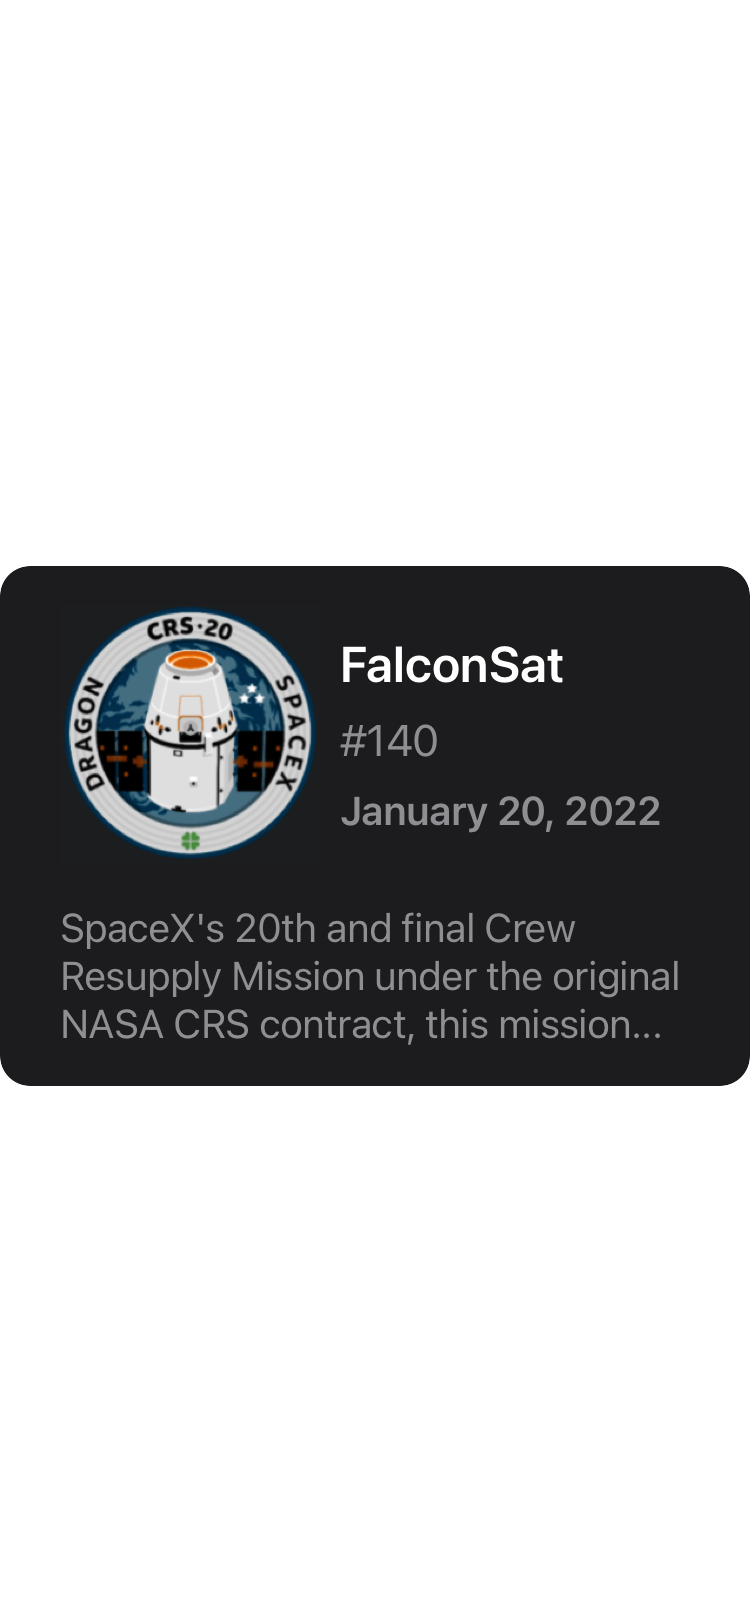 CRS·20
DRAGON
SPACEX
FalconSat
#140
January 20, 2022
SpaceX's 20th and final Crew
Resupply Mission under the original
NASA CRS contract, this mission...